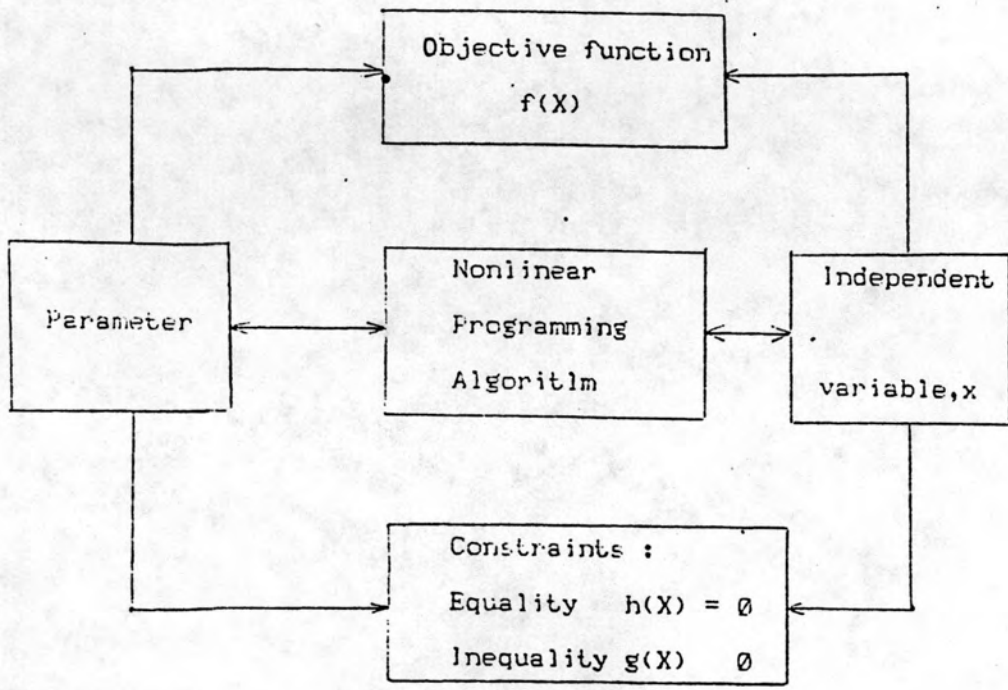 Objective function
f(X)
Parameter
Nonlinear
Programming
Algoritlm
Independent
variable,x
Constraints :
Equality h(X) = Ø
Inequality g(X) Ø